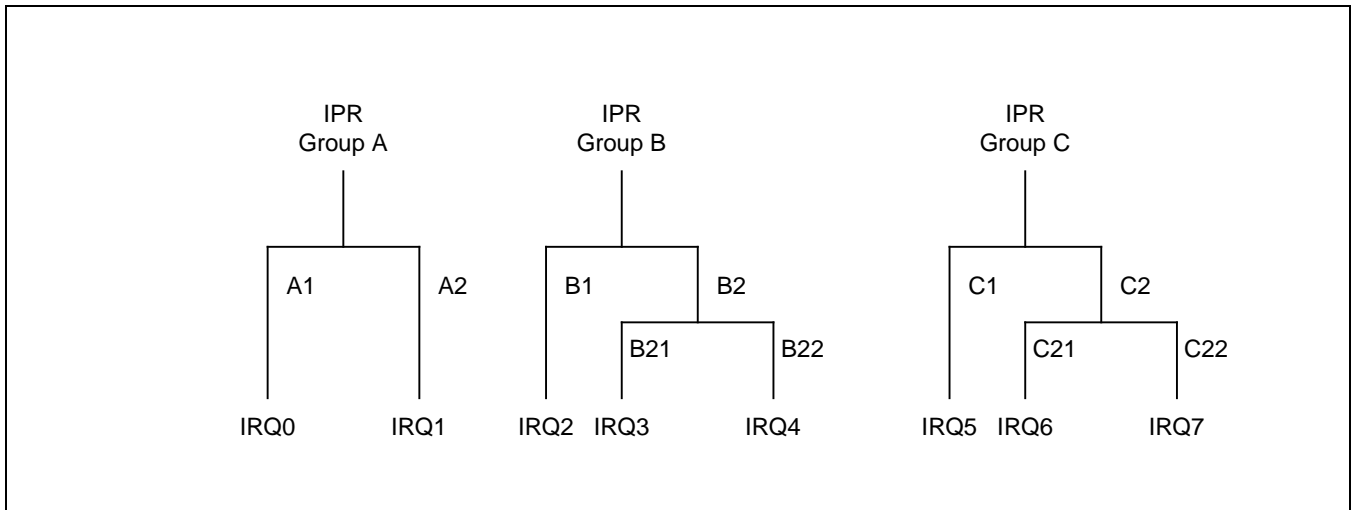 IPR
Group A
IPR
Group B
IPR
Group C
A1
A2
B1
B2
C1
C2
B21
B22
C21
C22
IRQ0
IRQ1
IRQ2
IRQ3
IRQ4
IRQ5
IRQ6
IRQ7